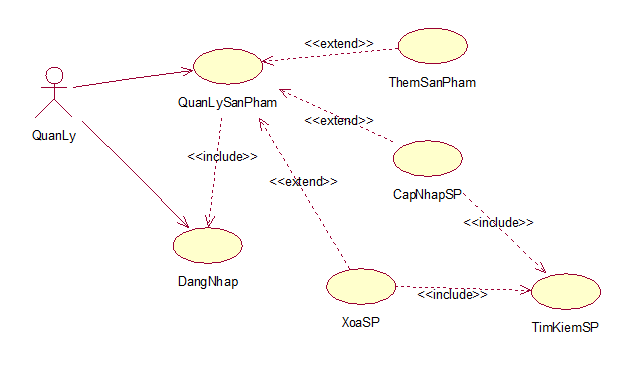 <<extend>>
ThemSanPham
QuanLySanPham
QuanLy
<<extend>>
<<include>>
<<extend>>
CapNhapSP
<<include>>
DangNhap
<<include>>
XoaSP
TimKiemSP